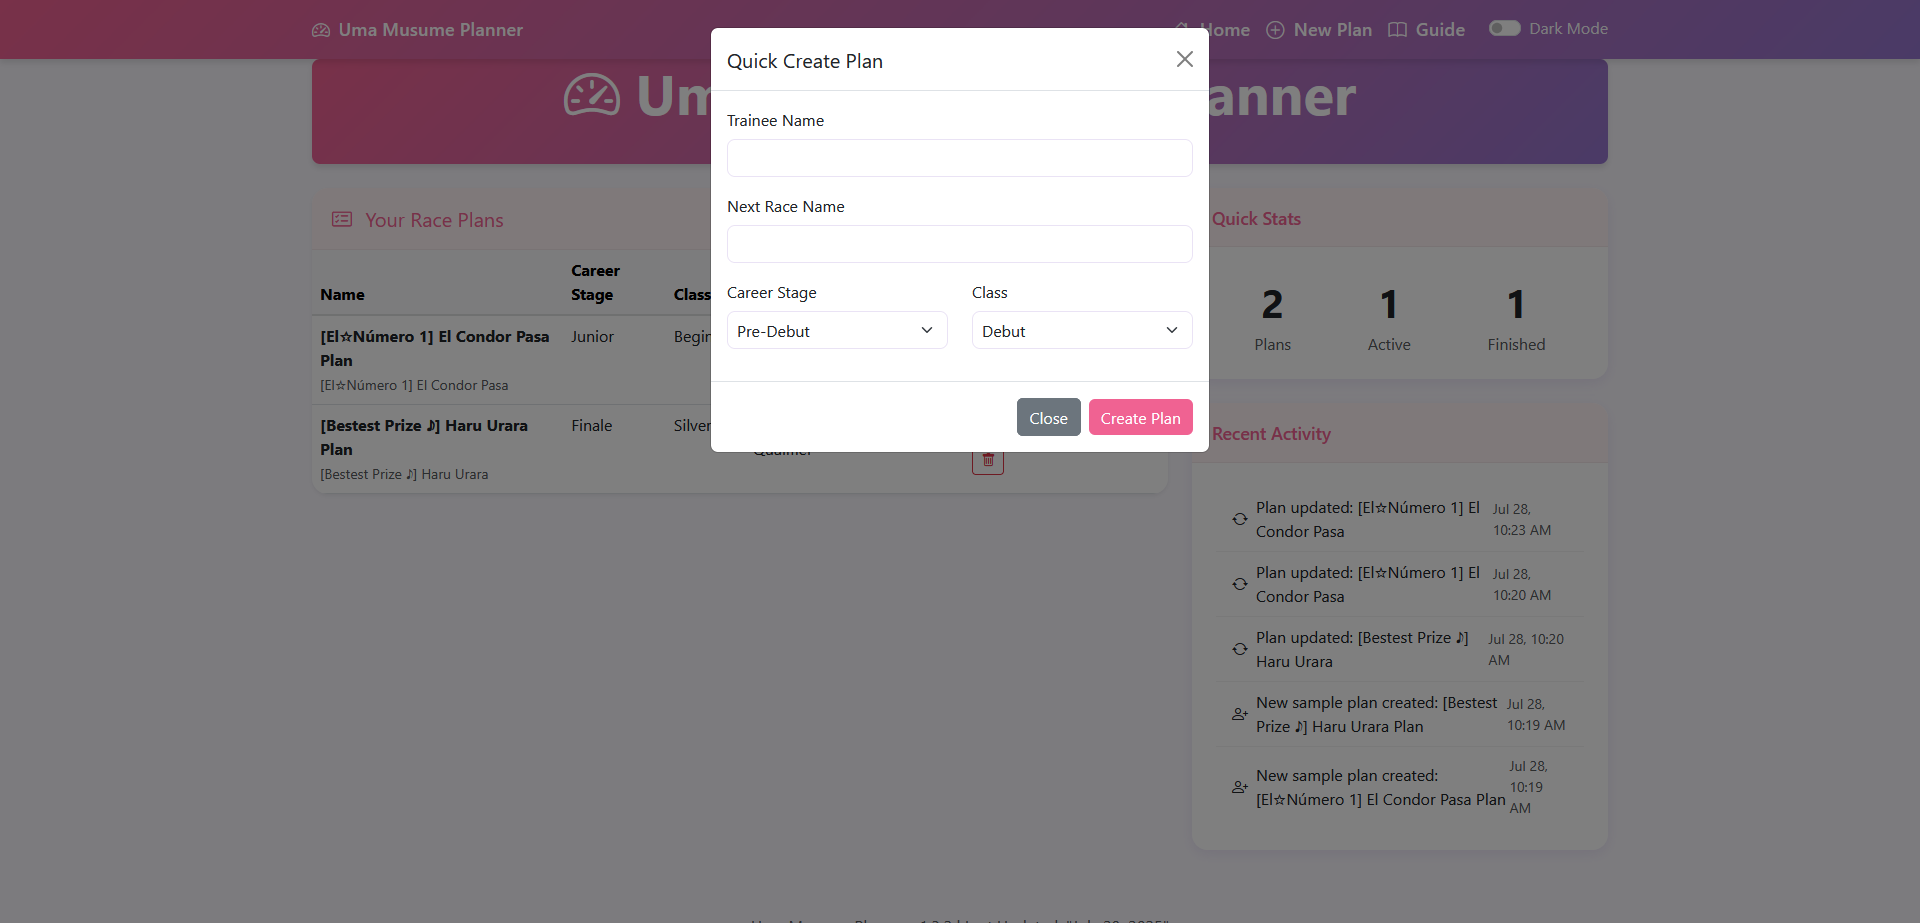 Uma Musume Planner
Home
New Plan
Guide
Dark Mode
Quick Create Plan
Trainee Name
Next Race Name
Career Stage
Class
Pre-Debut
Debut
Close
Create Plan
Your Race Plans
Name
Career
Stage
Class
[El☆Número 1] El Condor Pasa
Plan
[El☆Número 1] El Condor Pasa
Junior
[Bestest Prize ♪] Haru Urara
Plan
[Bestest Prize ♪] Haru Urara
Finale
Silver
Quick Stats
2
Plans
1
Active
1
Finished
Recent Activity
Plan updated: [El☆Número 1] El
Condor Pasa
Jul 28,
10:23 AM
Plan updated: [El☆Número 1] El
Condor Pasa
Jul 28,
10:20 AM
Plan updated: [Bestest Prize ♪]
Haru Urara
Jul 28, 10:20
AM
New sample plan created: [Bestest
Prize ♪] Haru Urara Plan
Jul 28,
10:19 AM
New sample plan created:
[El☆Número 1] El Condor Pasa Plan
Jul 28,
10:19
AM